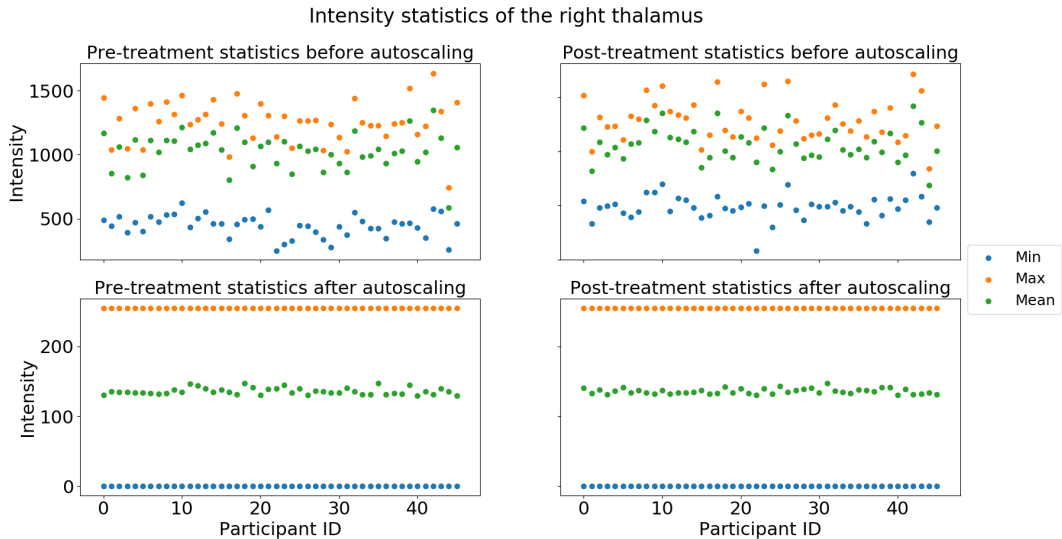 Intensity statistics of the right thalamus
Pre-treatment statistics before autoscaling
Post-treatment statistics before autoscaling
1500
1000
500
Intensity
Min
Max
Mean
Pre-treatment statistics after autoscaling
Post-treatment statistics after autoscaling
200
100
0
Intensity
0 10 20 30 40
0 10 20 30 40
Participant ID
Participant ID